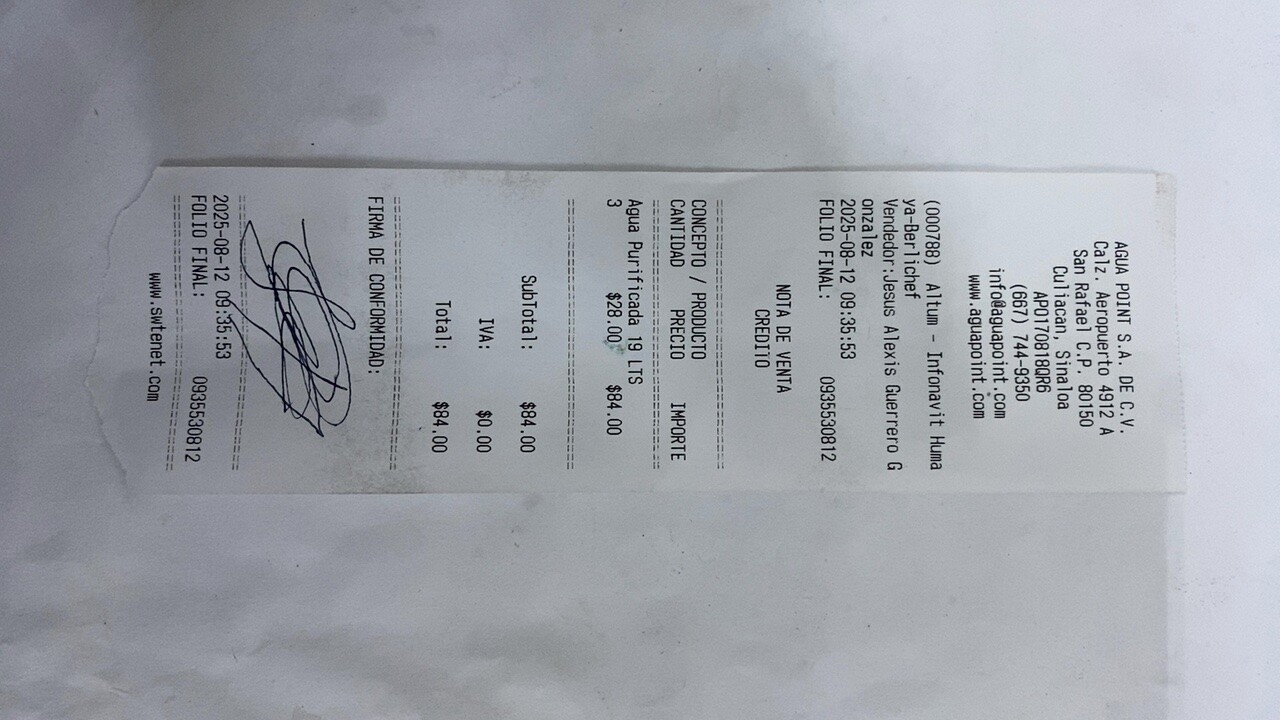 AGUA POINT S.A. DE C.V.
Calz. Aeropuerto 4912 A
San Rafael C.P. 80150
Culiacan, Sinaloa
APO170818QR6
(667) 744-9350
info@aguapoint.com
www.aguapoint.com
(000788) Altum - Infonavit Huma
ya-Berlichef
Vendedor:Jesus Alexis Guerrero G
onzalez
2025-08-12 09:35:53
FOLIO FINAL: 0935530812
NOTA DE VENTA
CREDITO
CONCEPTO / PRODUCTO
CANTIDAD PRECIO IMPORTE
Agua Purificada 19 LTS
3 $28.00 $84.00
SubTotal: $84.00
IVA: $0.00
Total: $84.00
FIRMA DE CONFORMIDAD:
2025-08-12 09:35:53
FOLIO FINAL: 0935530812
www.swtenet.com